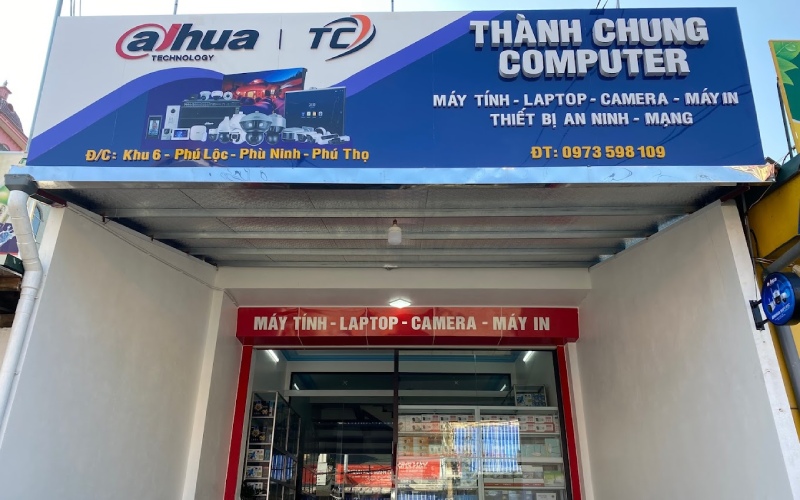 alhua
TECHNOLOGY
TC
THÀNH CHUNG
COMPUTER
MÁY TÍNH - LAPTOP - CAMERA - MÁY IN
THIẾT BỊ AN NINH - MẠNG
Đ/C: Khu 6 - Phú Lộc - Phù Ninh - Phú Thọ
ĐT: 0973 598 109
MÁY TÍNH - LAPTOP - CAMERA - MÁY IN